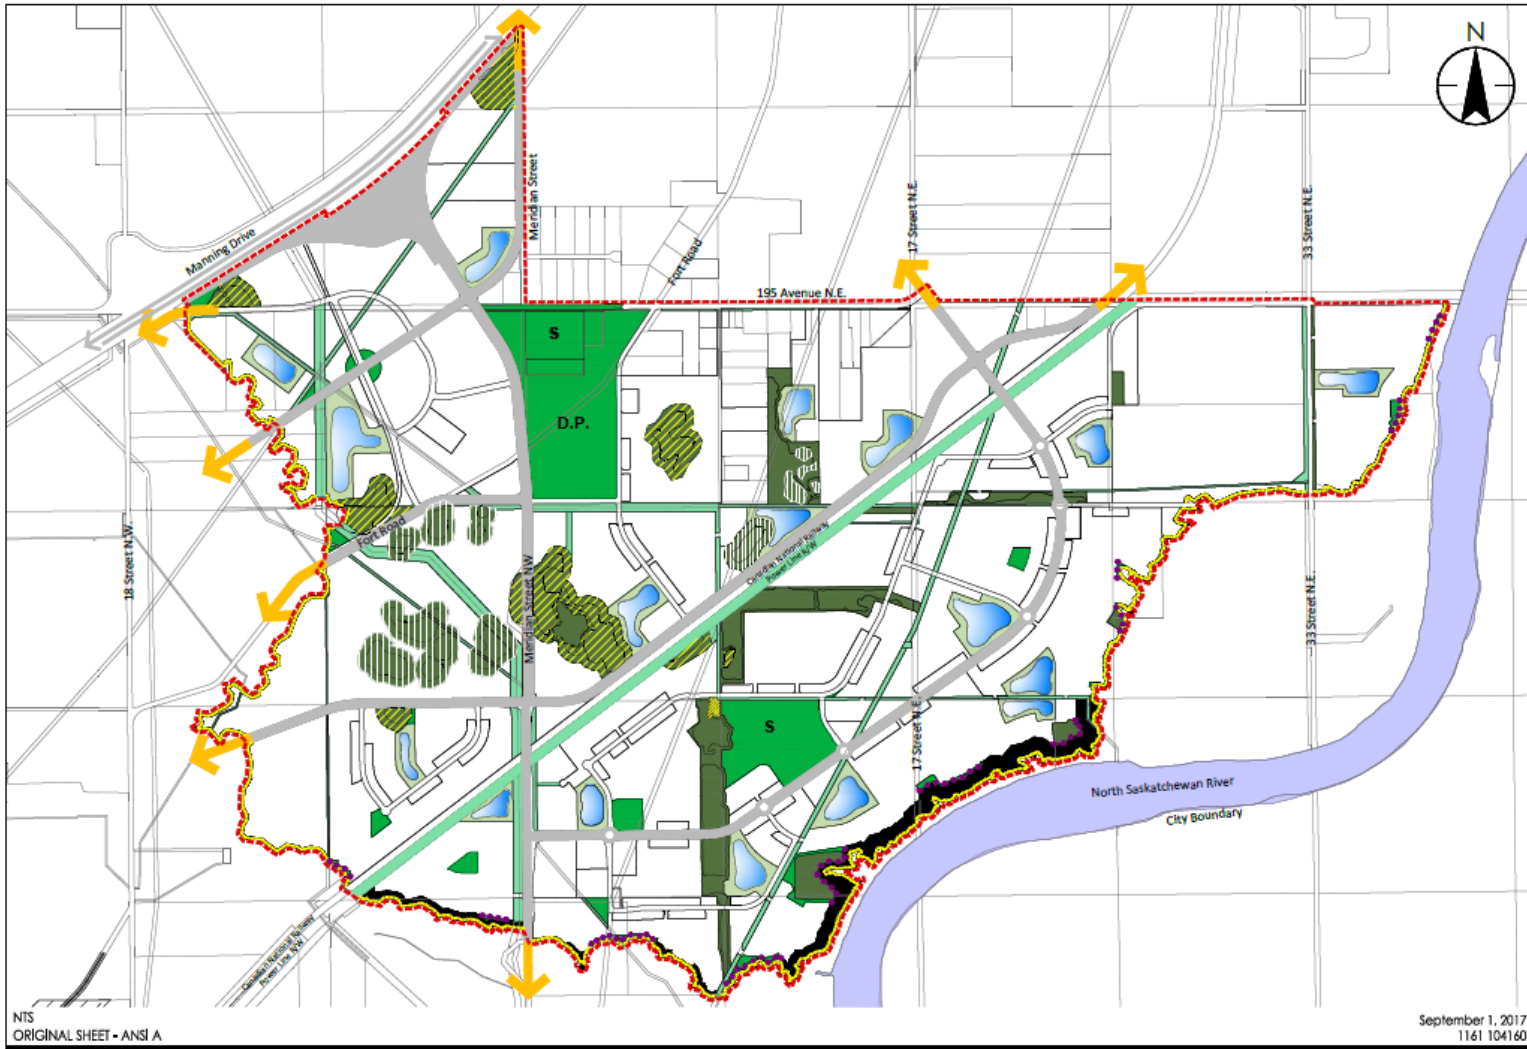 N
Manning Drive
Meridian Street
Fort Road
17 Street N.E.
33 Street N.E.
195 Avenue N.E.
S
D.P.
18 Street N.W.
Fort Road
Meridian Street NW
Canadian National Railway
Power Line R/W
17 Street N.E.
33 Street N.E.
S
17 Street N.E.
North Saskatchewan River
City Boundary
Canadian National Railway
Power Line R/W
NTS
ORIGINAL SHEET - ANSI A
September 1, 2017
1161 104160